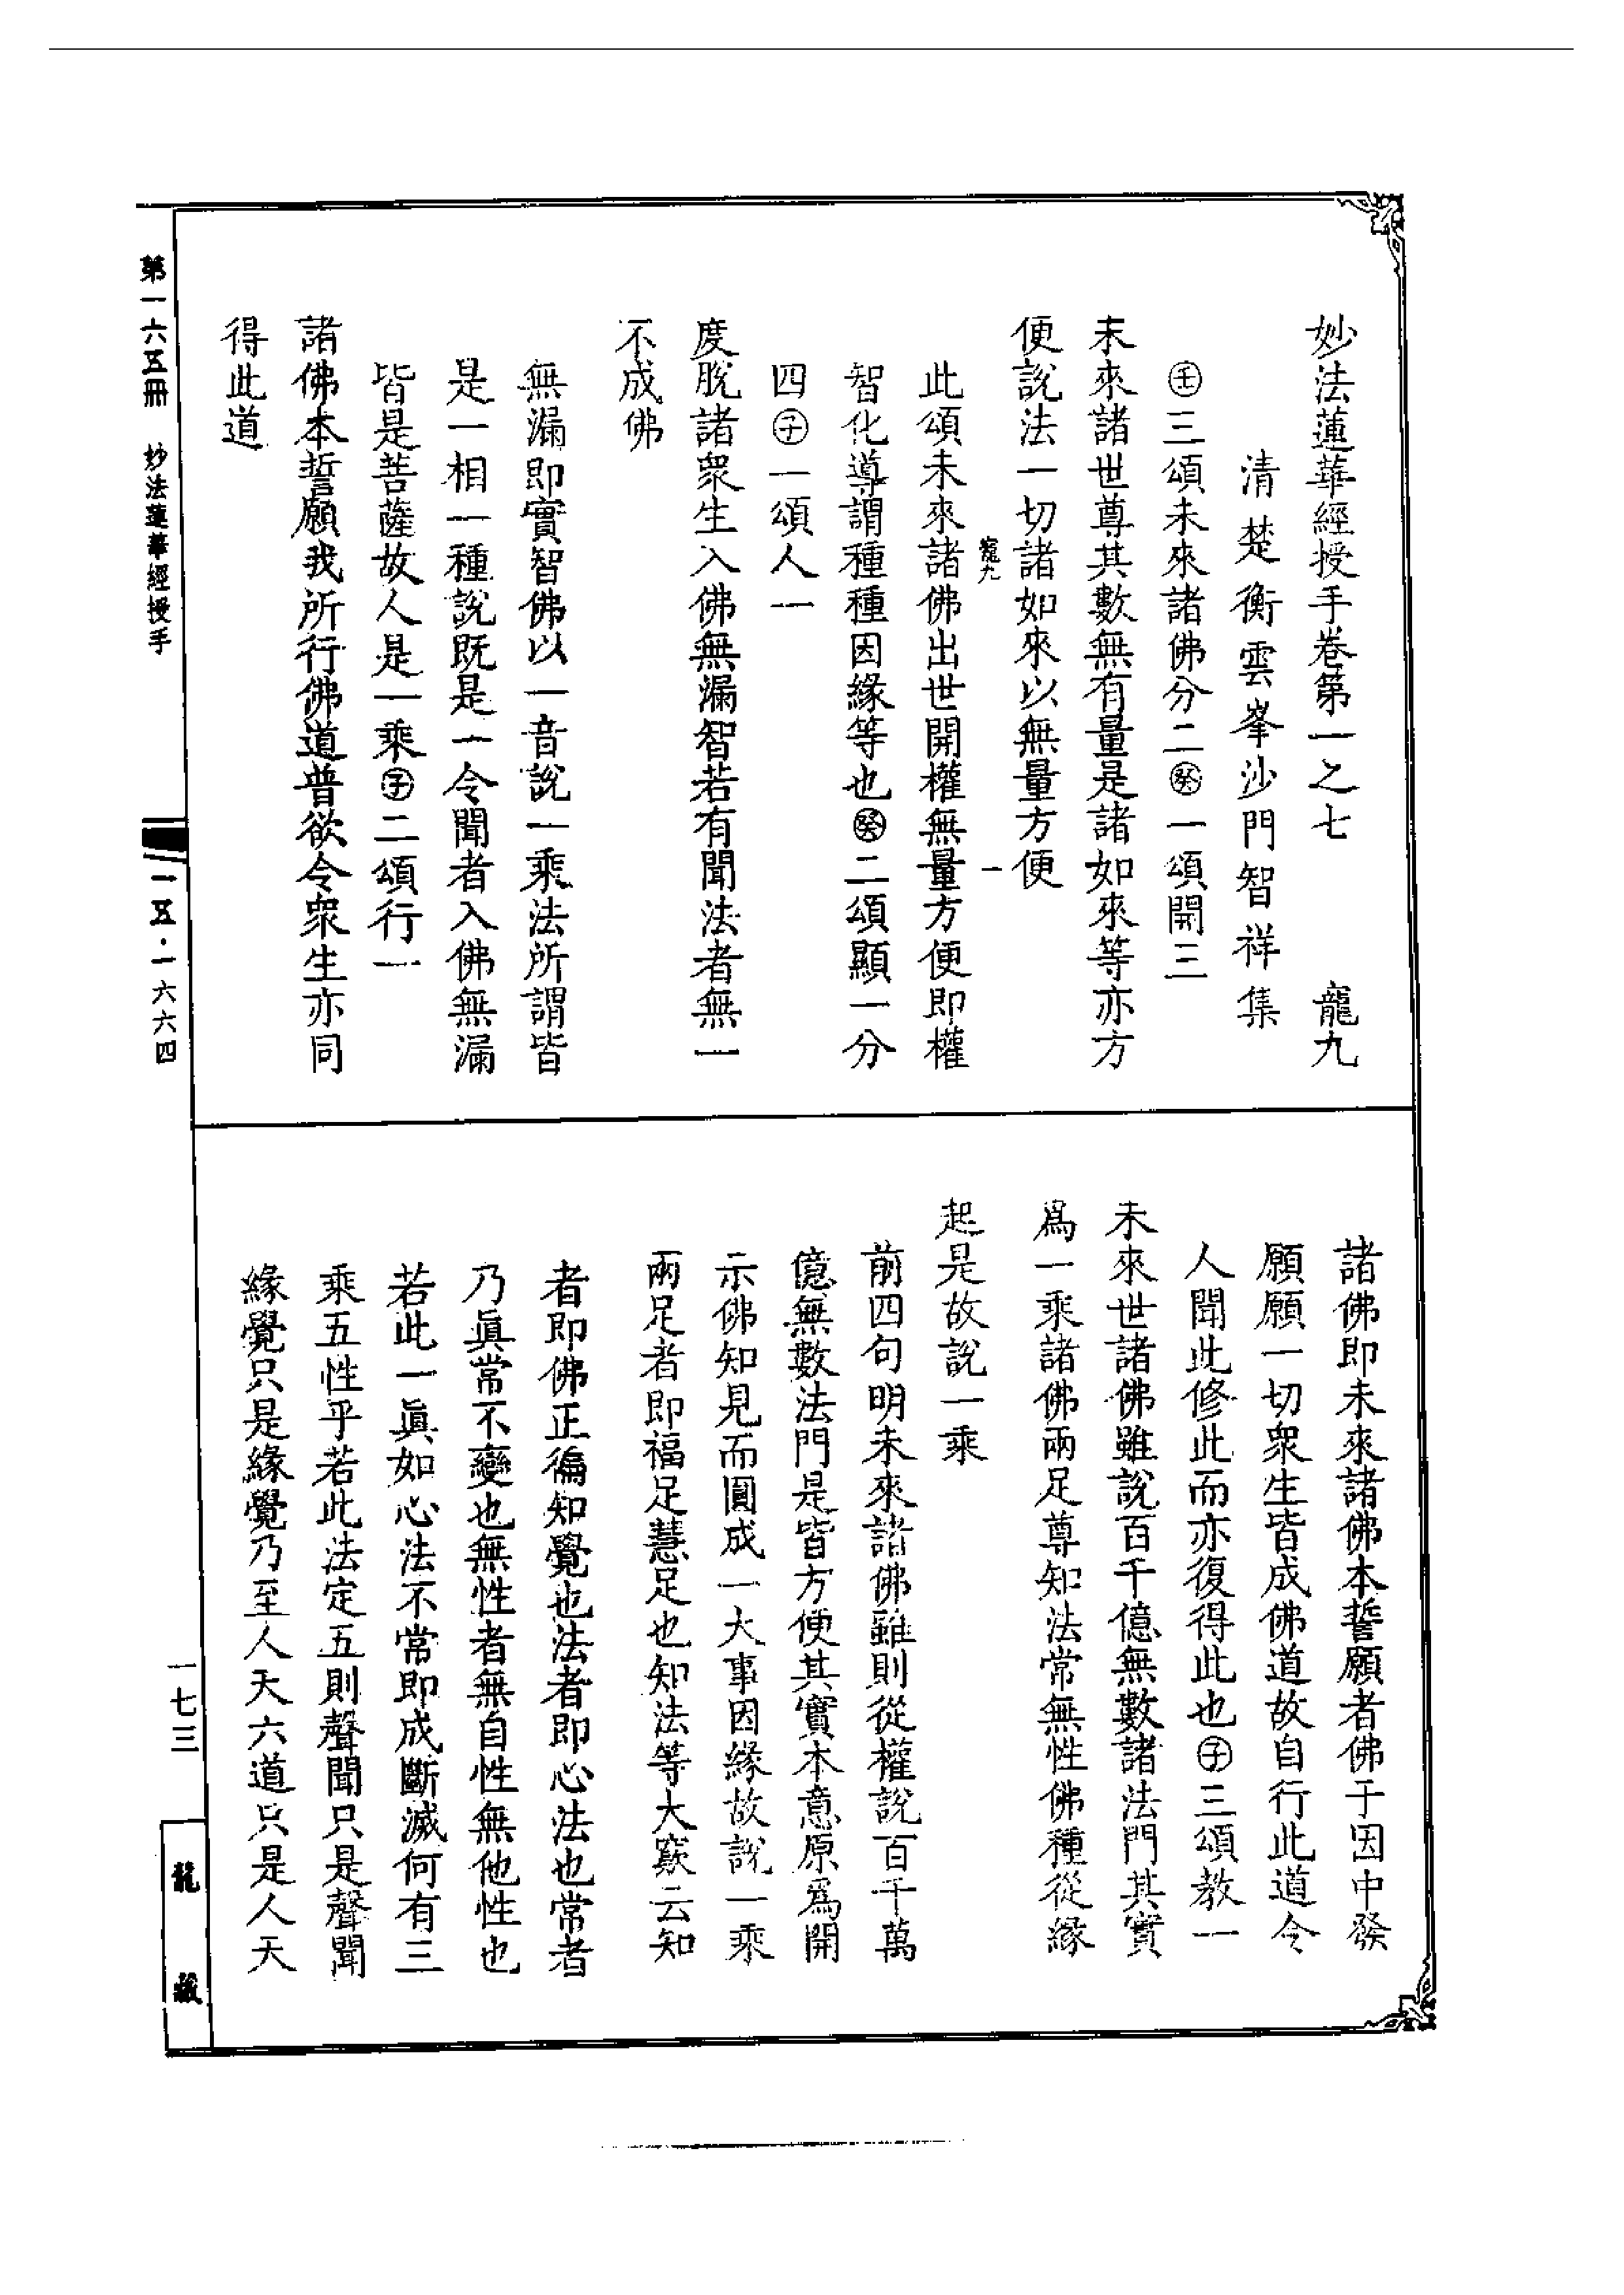 妙法蓮華經授手卷第一之七　龍九
清楚衡雲峯沙門智祥集
㊅三頌未來諸佛分二㊅一頌開三
未來諸世尊其數無有量是諸如來等亦方
便說法一切諸如來以無量方便
龍九　一
此頌未來諸佛出世開權無量方便即權
智化導謂種種因緣等也㊅二頌顯一分
四㊅一頌人一
度脫諸衆生入佛無漏智若有聞法者無一
不成佛
無漏即實智佛以一音說一乘法所謂皆
是一相一種說既是一令聞者入佛無漏
皆是菩薩故人是一乘㊅二頌行一
諸佛本誓願我所行佛道普欲令衆生亦同
得此道
諸佛即未來諸佛本誓願者佛于因中發
願願一切衆生皆成佛道故自行此道令
人聞此修此而亦復得此也㊅三頌教一
未來世諸佛雖說百千億無數諸法門其實
爲一乘諸佛兩足尊知法常無性佛種從緣
起是故說一乘
前四句明未來諸佛雖則從權說百千萬
億無數法門是皆方便其實本意原爲開
示佛知見而圓成一大事因緣故說一乘
兩足者即福足慧足也知法等大窾云知
者即佛正徧知覺也法者即心法也常者
乃眞常不變也無性者無自性無他性也
若此一眞如心法不常即成斷滅何有三
乘五性乎若此法定五則聲聞只是聲聞
緣覺只是緣覺乃至人天六道只是人天
第一六五冊　妙法蓮華經授手
一五·一六六四
一七三
龍藏